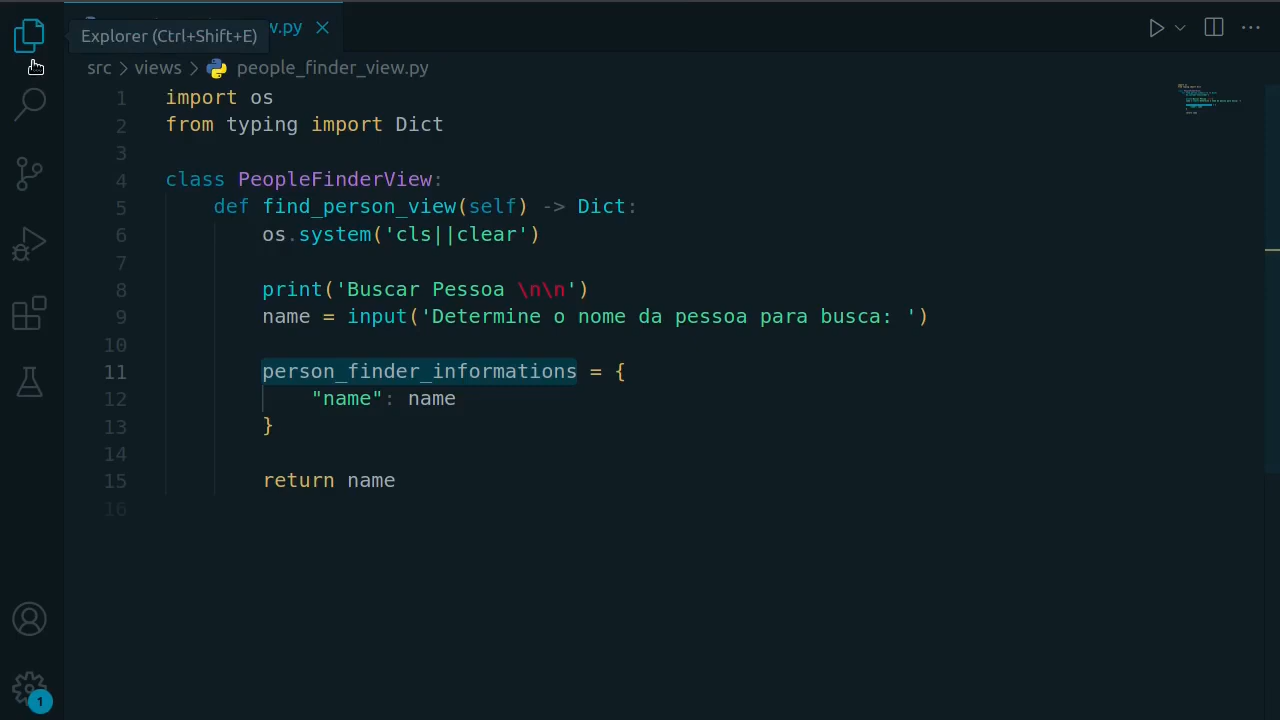 Explorer (Ctrl+Shift+E) w.py
src views people_finder_view.py
1 import os
2 from typing import Dict
3
4 class PeopleFinderView:
5 def find_person_view(self) -> Dict:
6 os.system('cls||clear')
7
8 print('Buscar Pessoa \n\n')
9 name = input('Determine o nome da pessoa para busca: ')
10
11 person_finder_informations = {
12 "name": name
13 }
14
15 return name
16
1